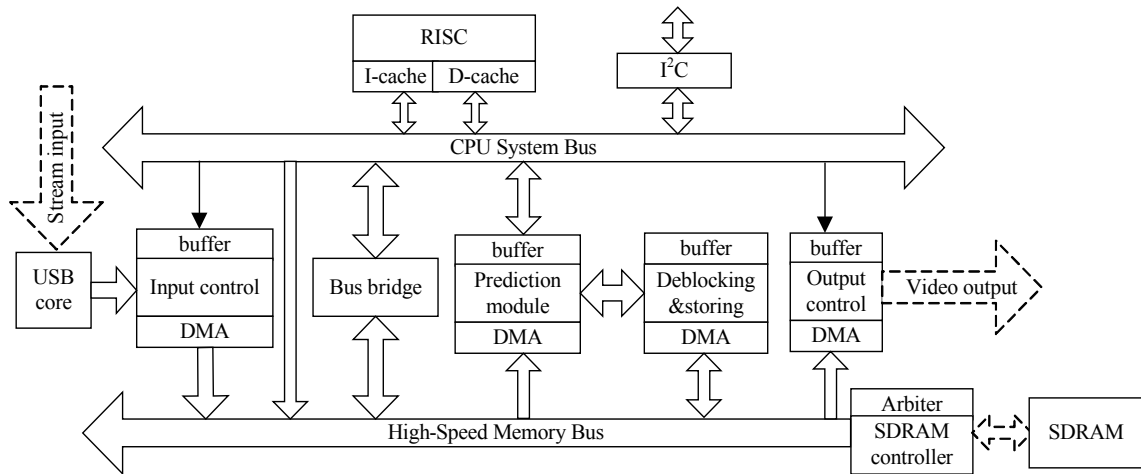 RISC
I-cache
D-cache
I²C
Stream input
CPU System Bus
USB
core
buffer
Input control
DMA
Bus bridge
buffer
Prediction
module
DMA
buffer
Deblocking
&storing
DMA
buffer
Output
control
DMA
Video output
High-Speed Memory Bus
Arbiter
SDRAM
controller
SDRAM